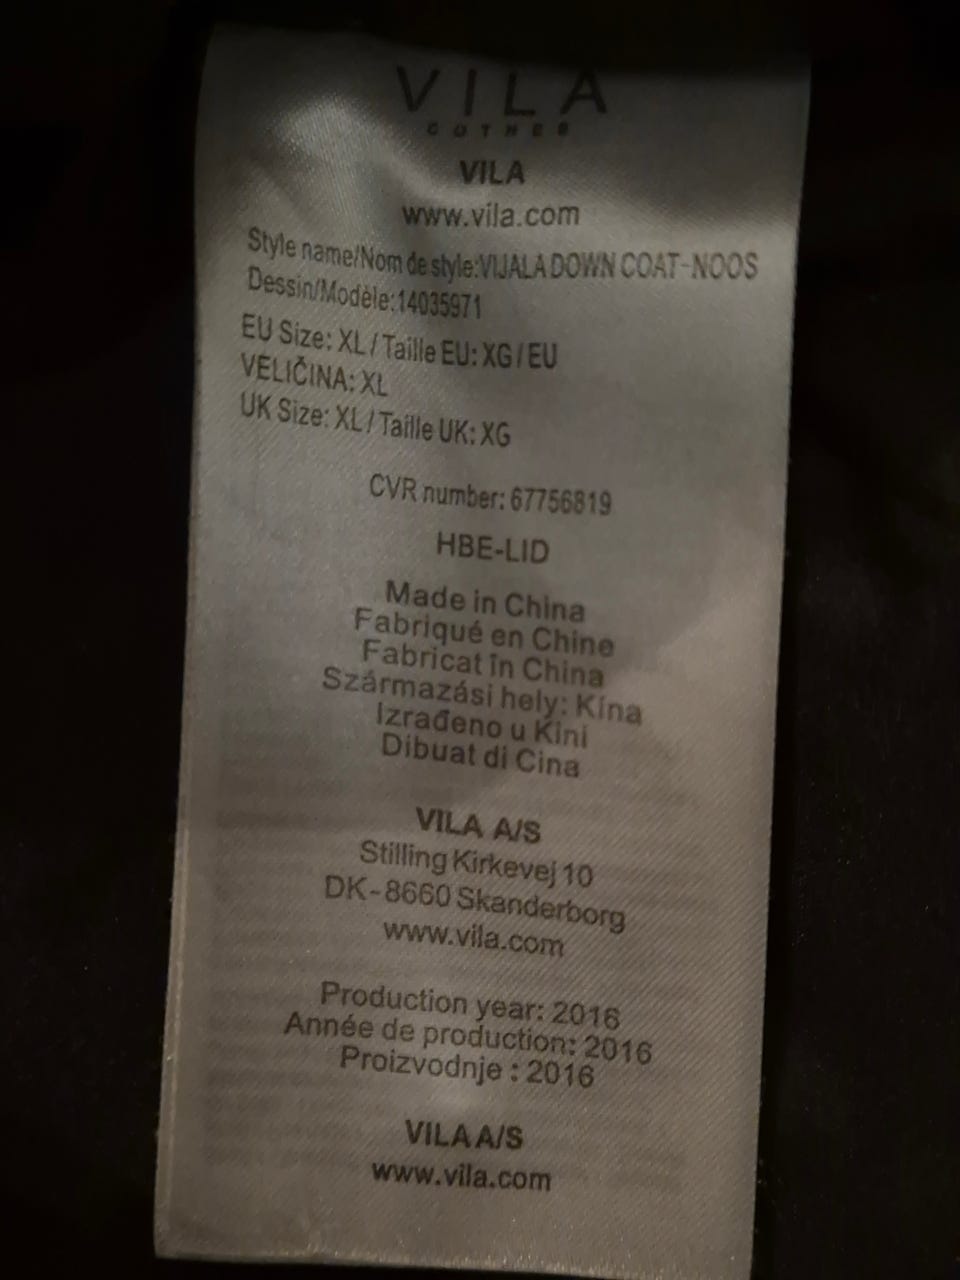 VILA
COTHES
VILA
www.vila.com
Style name/Nom de style:VIJALA DOWN COAT-NOOS
Dessin/Modèle:14035971
EU Size: XL / Taille EU: XG / EU
VELIČINA: XL
UK Size: XL / Taille UK: XG
CVR number: 67756819
HBE-LID
Made in China
Fabriqué en Chine
Fabricat în China
Származási hely: Kína
Izrađeno u Kini
Dibuat di Cina
VILA A/S
Stilling Kirkevej 10
DK-8660 Skanderborg
www.vila.com
Production year: 2016
Année de production: 2016
Proizvodnje : 2016
VILA A/S
www.vila.com